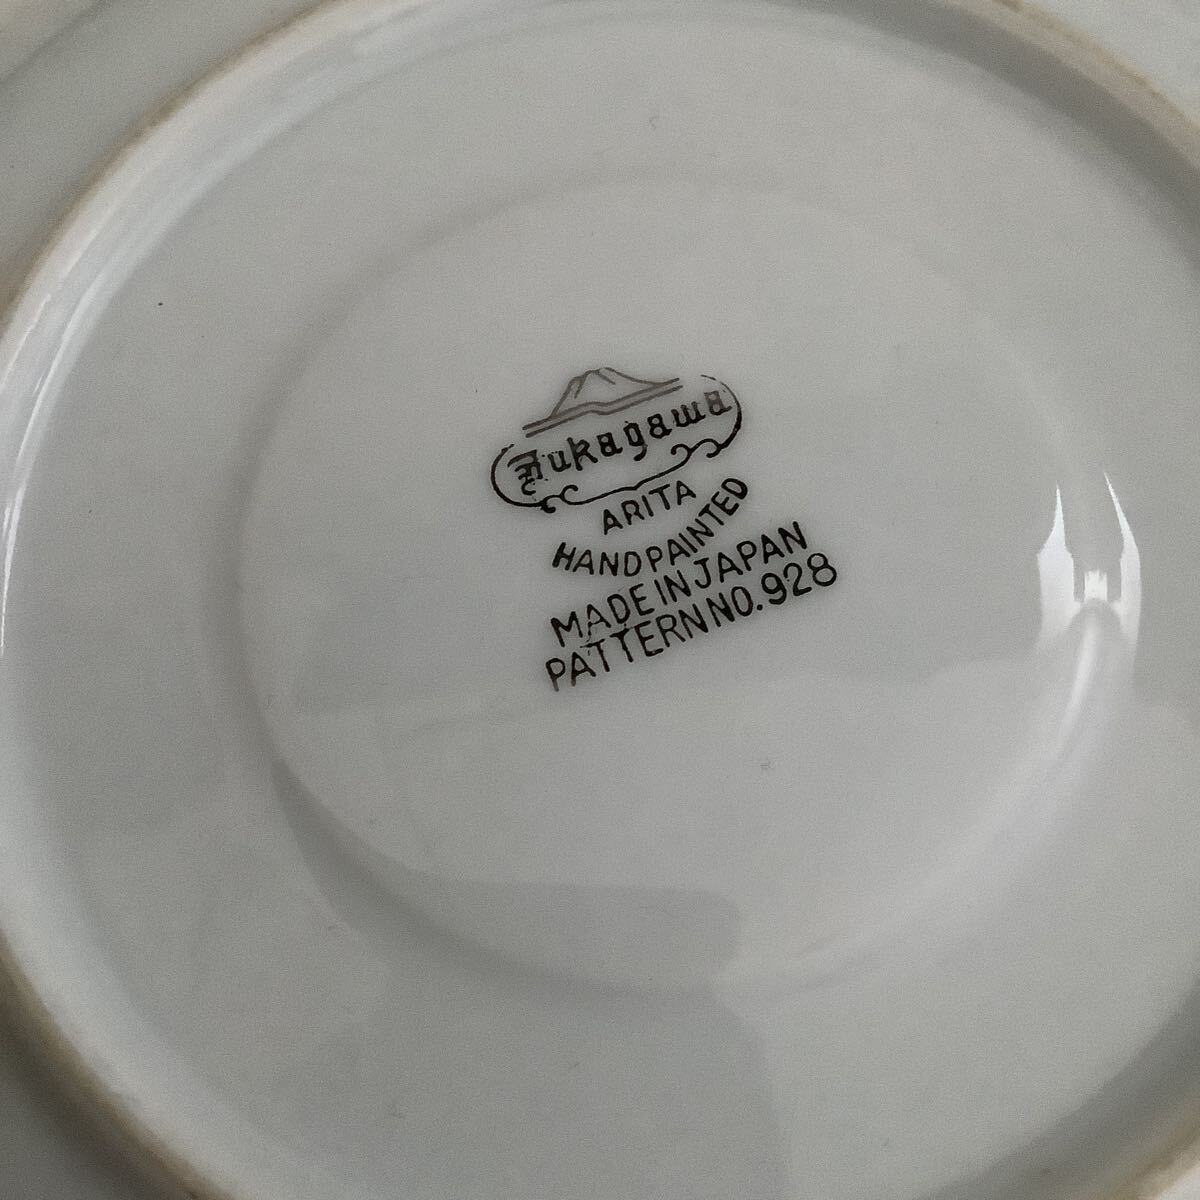 Fukagawa
ARITA
HANDPAINTED
MADE IN JAPAN
PATTERN NO. 928